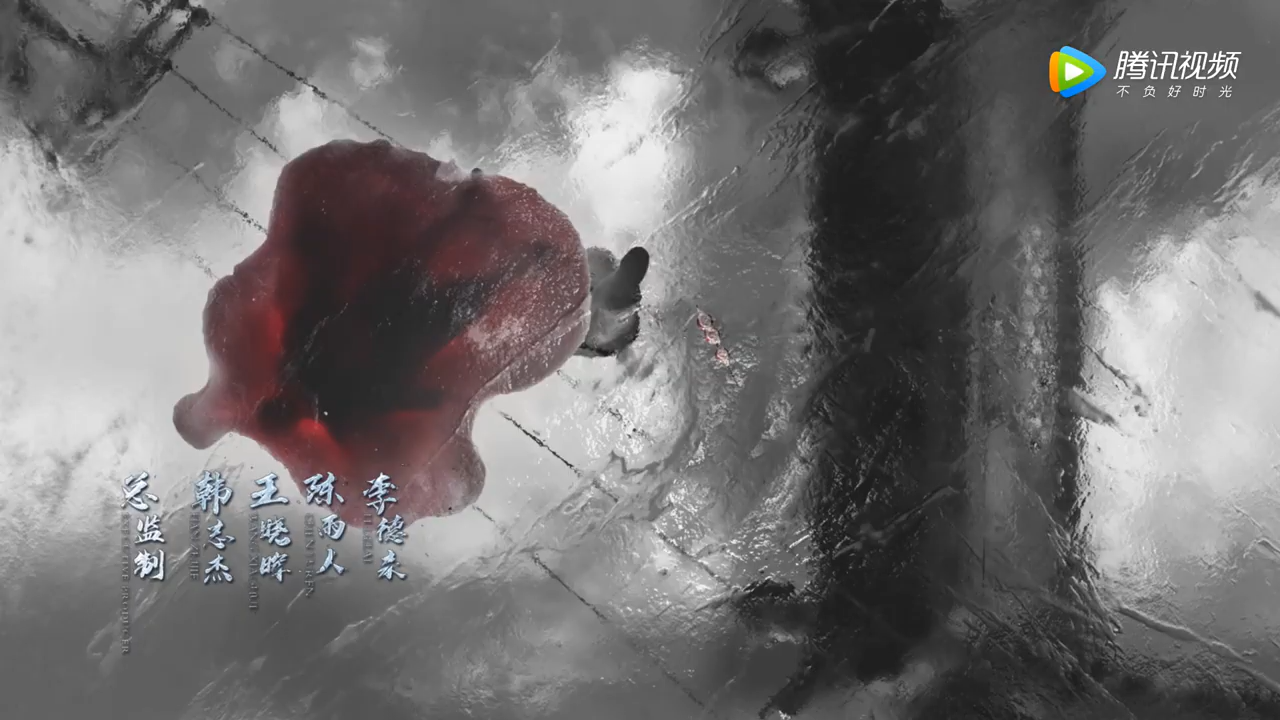 腾讯视频
不负好时光
总监制
韩志杰
王晓晖
陈雨人
李德来